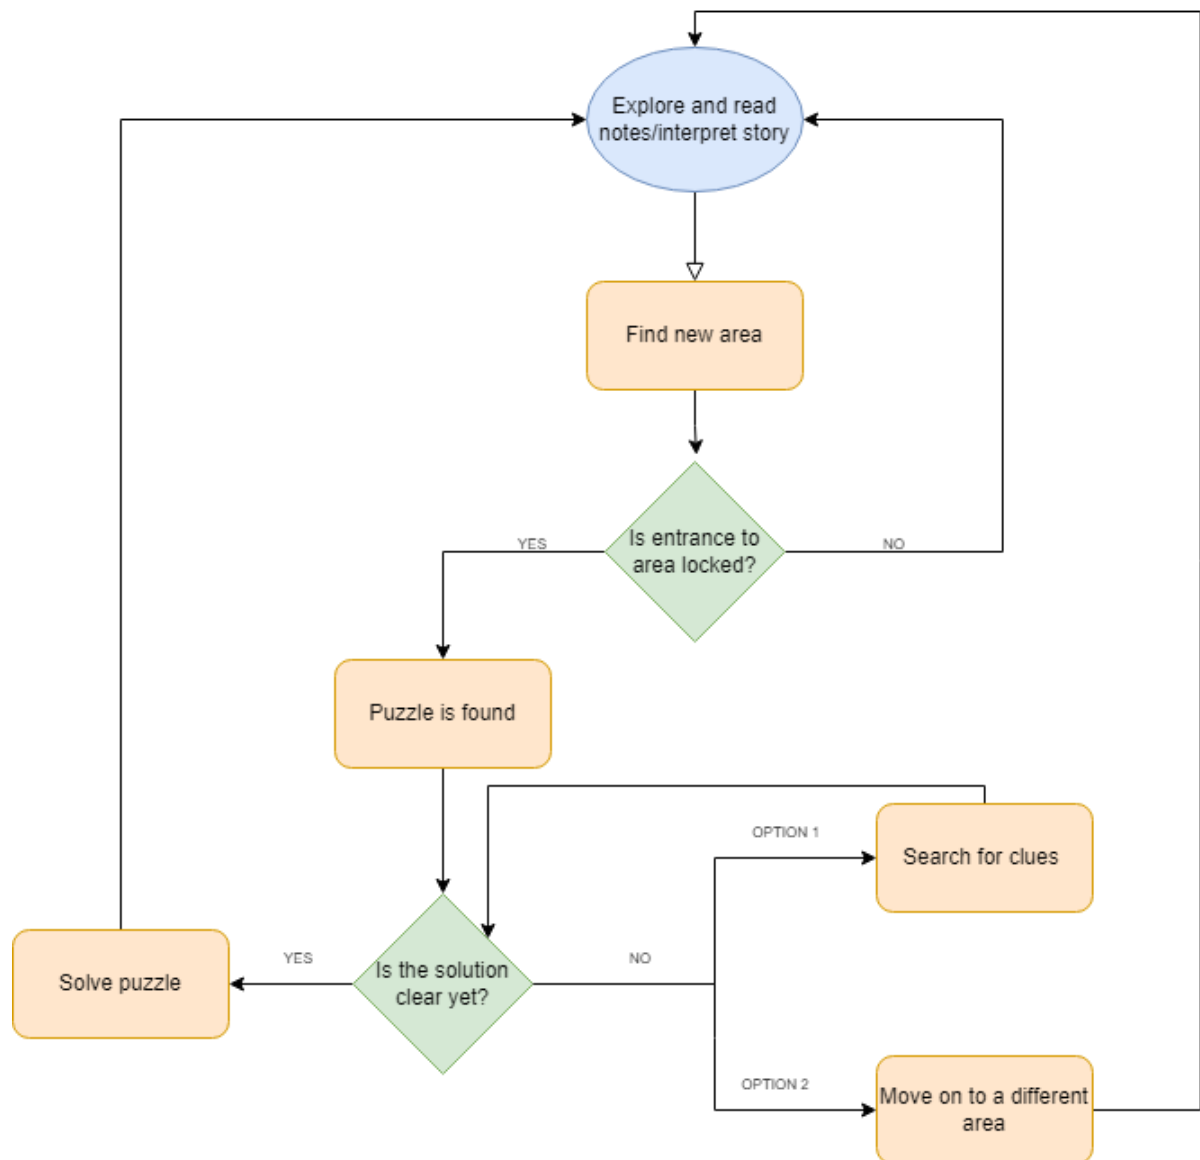 Explore and read
notes/interpret story
Find new area
Is entrance to
area locked?
YES
NO
Puzzle is found
OPTION 1
Search for clues
YES
Is the solution
clear yet?
NO
Solve puzzle
OPTION 2
Move on to a different
area